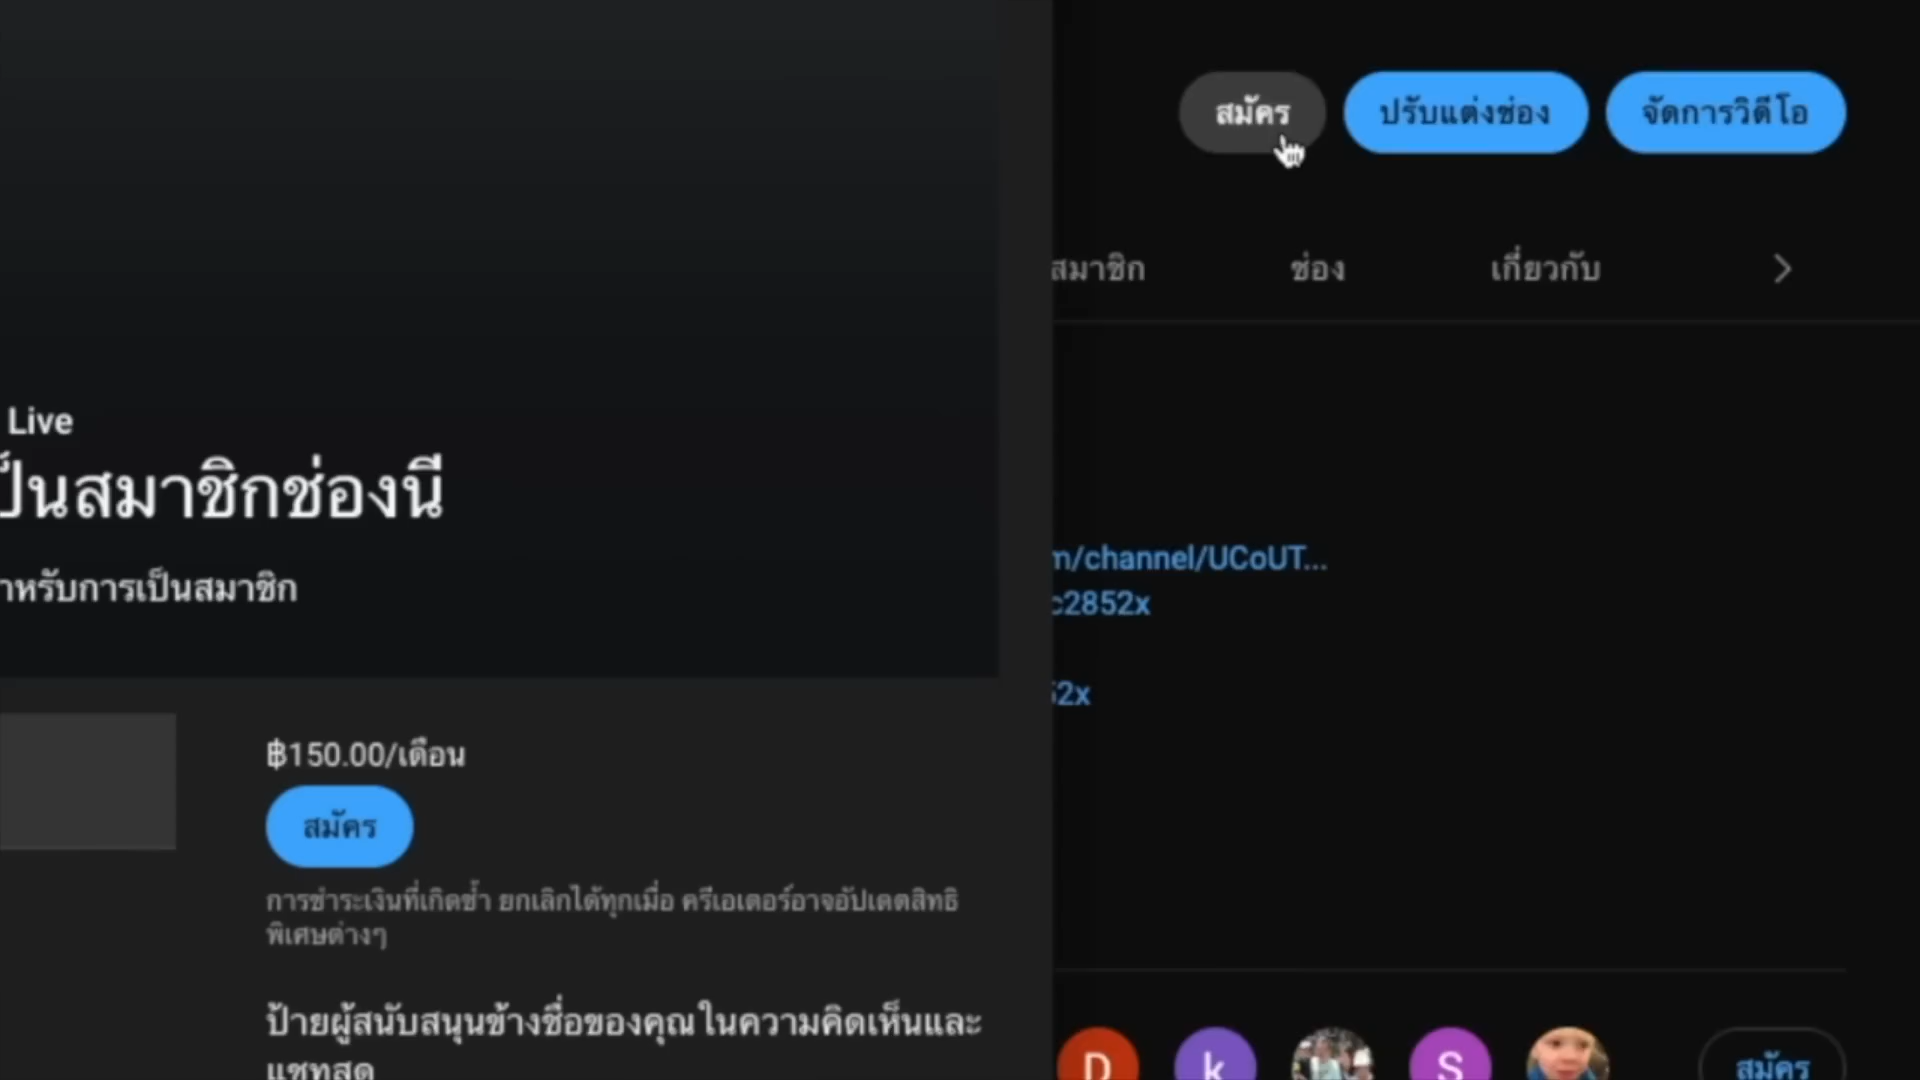 สมัคร
ปรับแต่งช่อง
จัดการวิดีโอ
สมาชิก
ช่อง
เกี่ยวกับ
Live
ป็นสมาชิกช่องนี้
าหรับการเป็นสมาชิก
m/channel/UCoUT...
c2852x
52x
฿150.00/เดือน
สมัคร
การชำระเงินที่เกิดซ้ำ ยกเลิกได้ทุกเมื่อ ครีเอเตอร์อาจอัปเดตสิทธิ
พิเศษต่างๆ
ป้ายผู้สนับสนุนข้างชื่อของคุณในความคิดเห็นและ
แชทสด
D
k
S
สมัคร